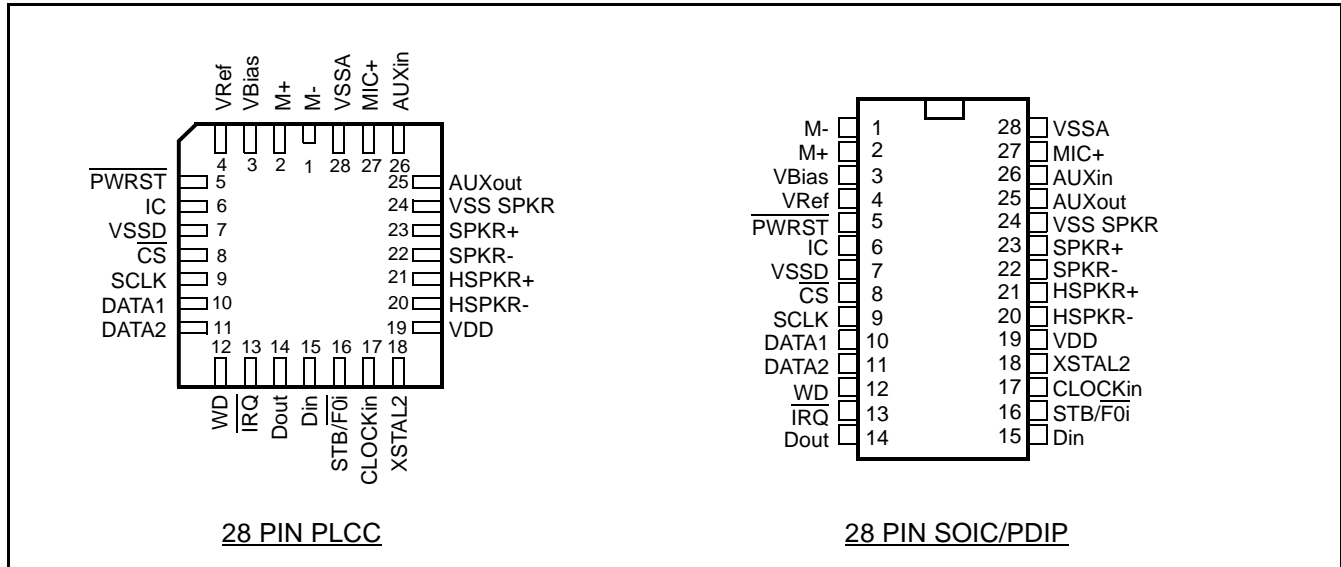 VRef
VBias
M+
M-
VSSA
MIC+
AUXin
4
3
2
1
28
27
26
PWRST
5
25
AUXout
IC
6
24
VSS SPKR
VSSD
7
23
SPKR+
CS
8
22
SPKR-
SCLK
9
21
HSPKR+
DATA1
10
20
HSPKR-
DATA2
11
19
VDD
12
13
14
15
16
17
18
WD
IRQ
Dout
Din
STB/F0i
CLOCKin
XSTAL2
28 PIN PLCC
M- 1 28 VSSA
M+ 2 27 MIC+
VBias 3 26 AUXin
VRef 4 25 AUXout
PWRST 5 24 VSS SPKR
IC 6 23 SPKR+
VSSD 7 22 SPKR-
CS 8 21 HSPKR+
SCLK 9 20 HSPKR-
DATA1 10 19 VDD
DATA2 11 18 XSTAL2
WD 12 17 CLOCKin
IRQ 13 16 STB/F0i
Dout 14 15 Din
28 PIN SOIC/PDIP